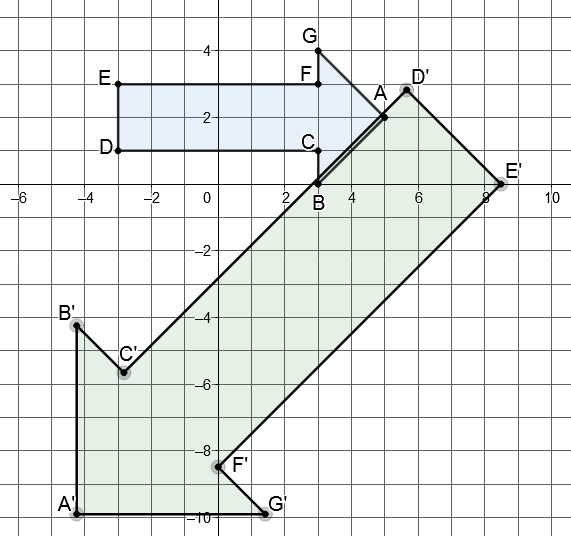 G
4
D'
E
F
A
2
D
C
–6
–4
–2
0
2
4
6
8
10
B
E'
–2
B'
–4
C'
–6
–8
F'
A'
G'
–10